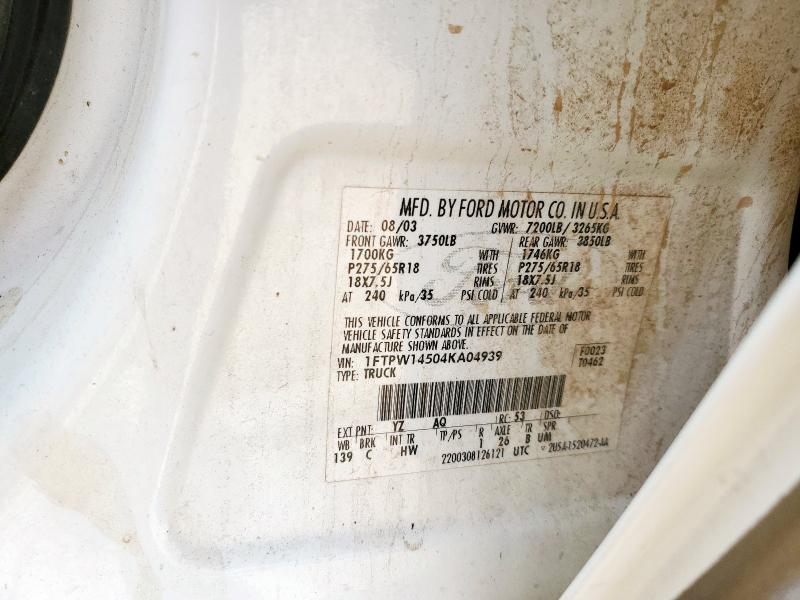 MFD. BY FORD MOTOR CO. IN U.S.A.
DATE: 08/03 GVWR: 7200LB/ 3265KG
FRONT GAWR: 3750LB REAR GAWR: 3850LB
1700KG WITH 1746KG WITH
P275/65R18 TIRES P275/65R18 TIRES
18X7.5J RIMS 18X7.5J RIMS
AT 240 kPa/35 PSI COLD AT 240 kPa/35 PSI COLD
THIS VEHICLE CONFORMS TO ALL APPLICABLE FEDERAL MOTOR
VEHICLE SAFETY STANDARDS IN EFFECT ON THE DATE OF
MANUFACTURE SHOWN ABOVE.
VIN: 1FTPW14504KA04939 F0023
TYPE: TRUCK T0462
EXT PNT: YZ AQ RC: 53 DSO:
WB BRK INT TR TP/PS R AXLE TR SPR
139 C HW 1 26 B UM
2200308126121 UTC 2USA-1520472-AA